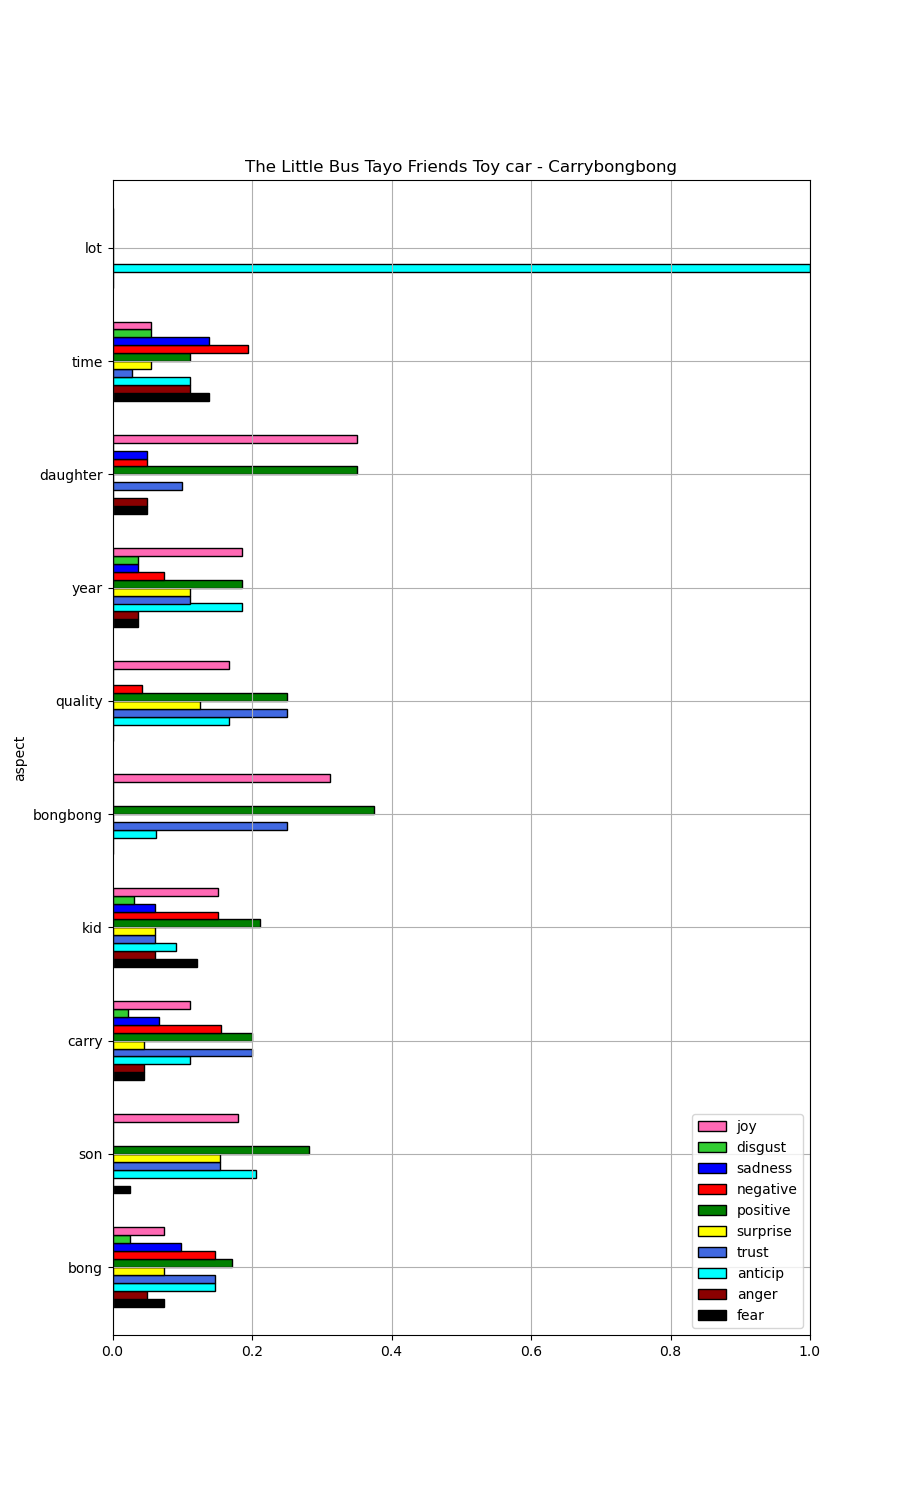 The Little Bus Tayo Friends Toy car - Carrybongbong
lot
time
daughter
year
quality
bongbong
kid
carry
son
bong
aspect
joy
disgust
sadness
negative
positive
surprise
trust
anticip
anger
fear
0.0 0.2 0.4 0.6 0.8 1.0